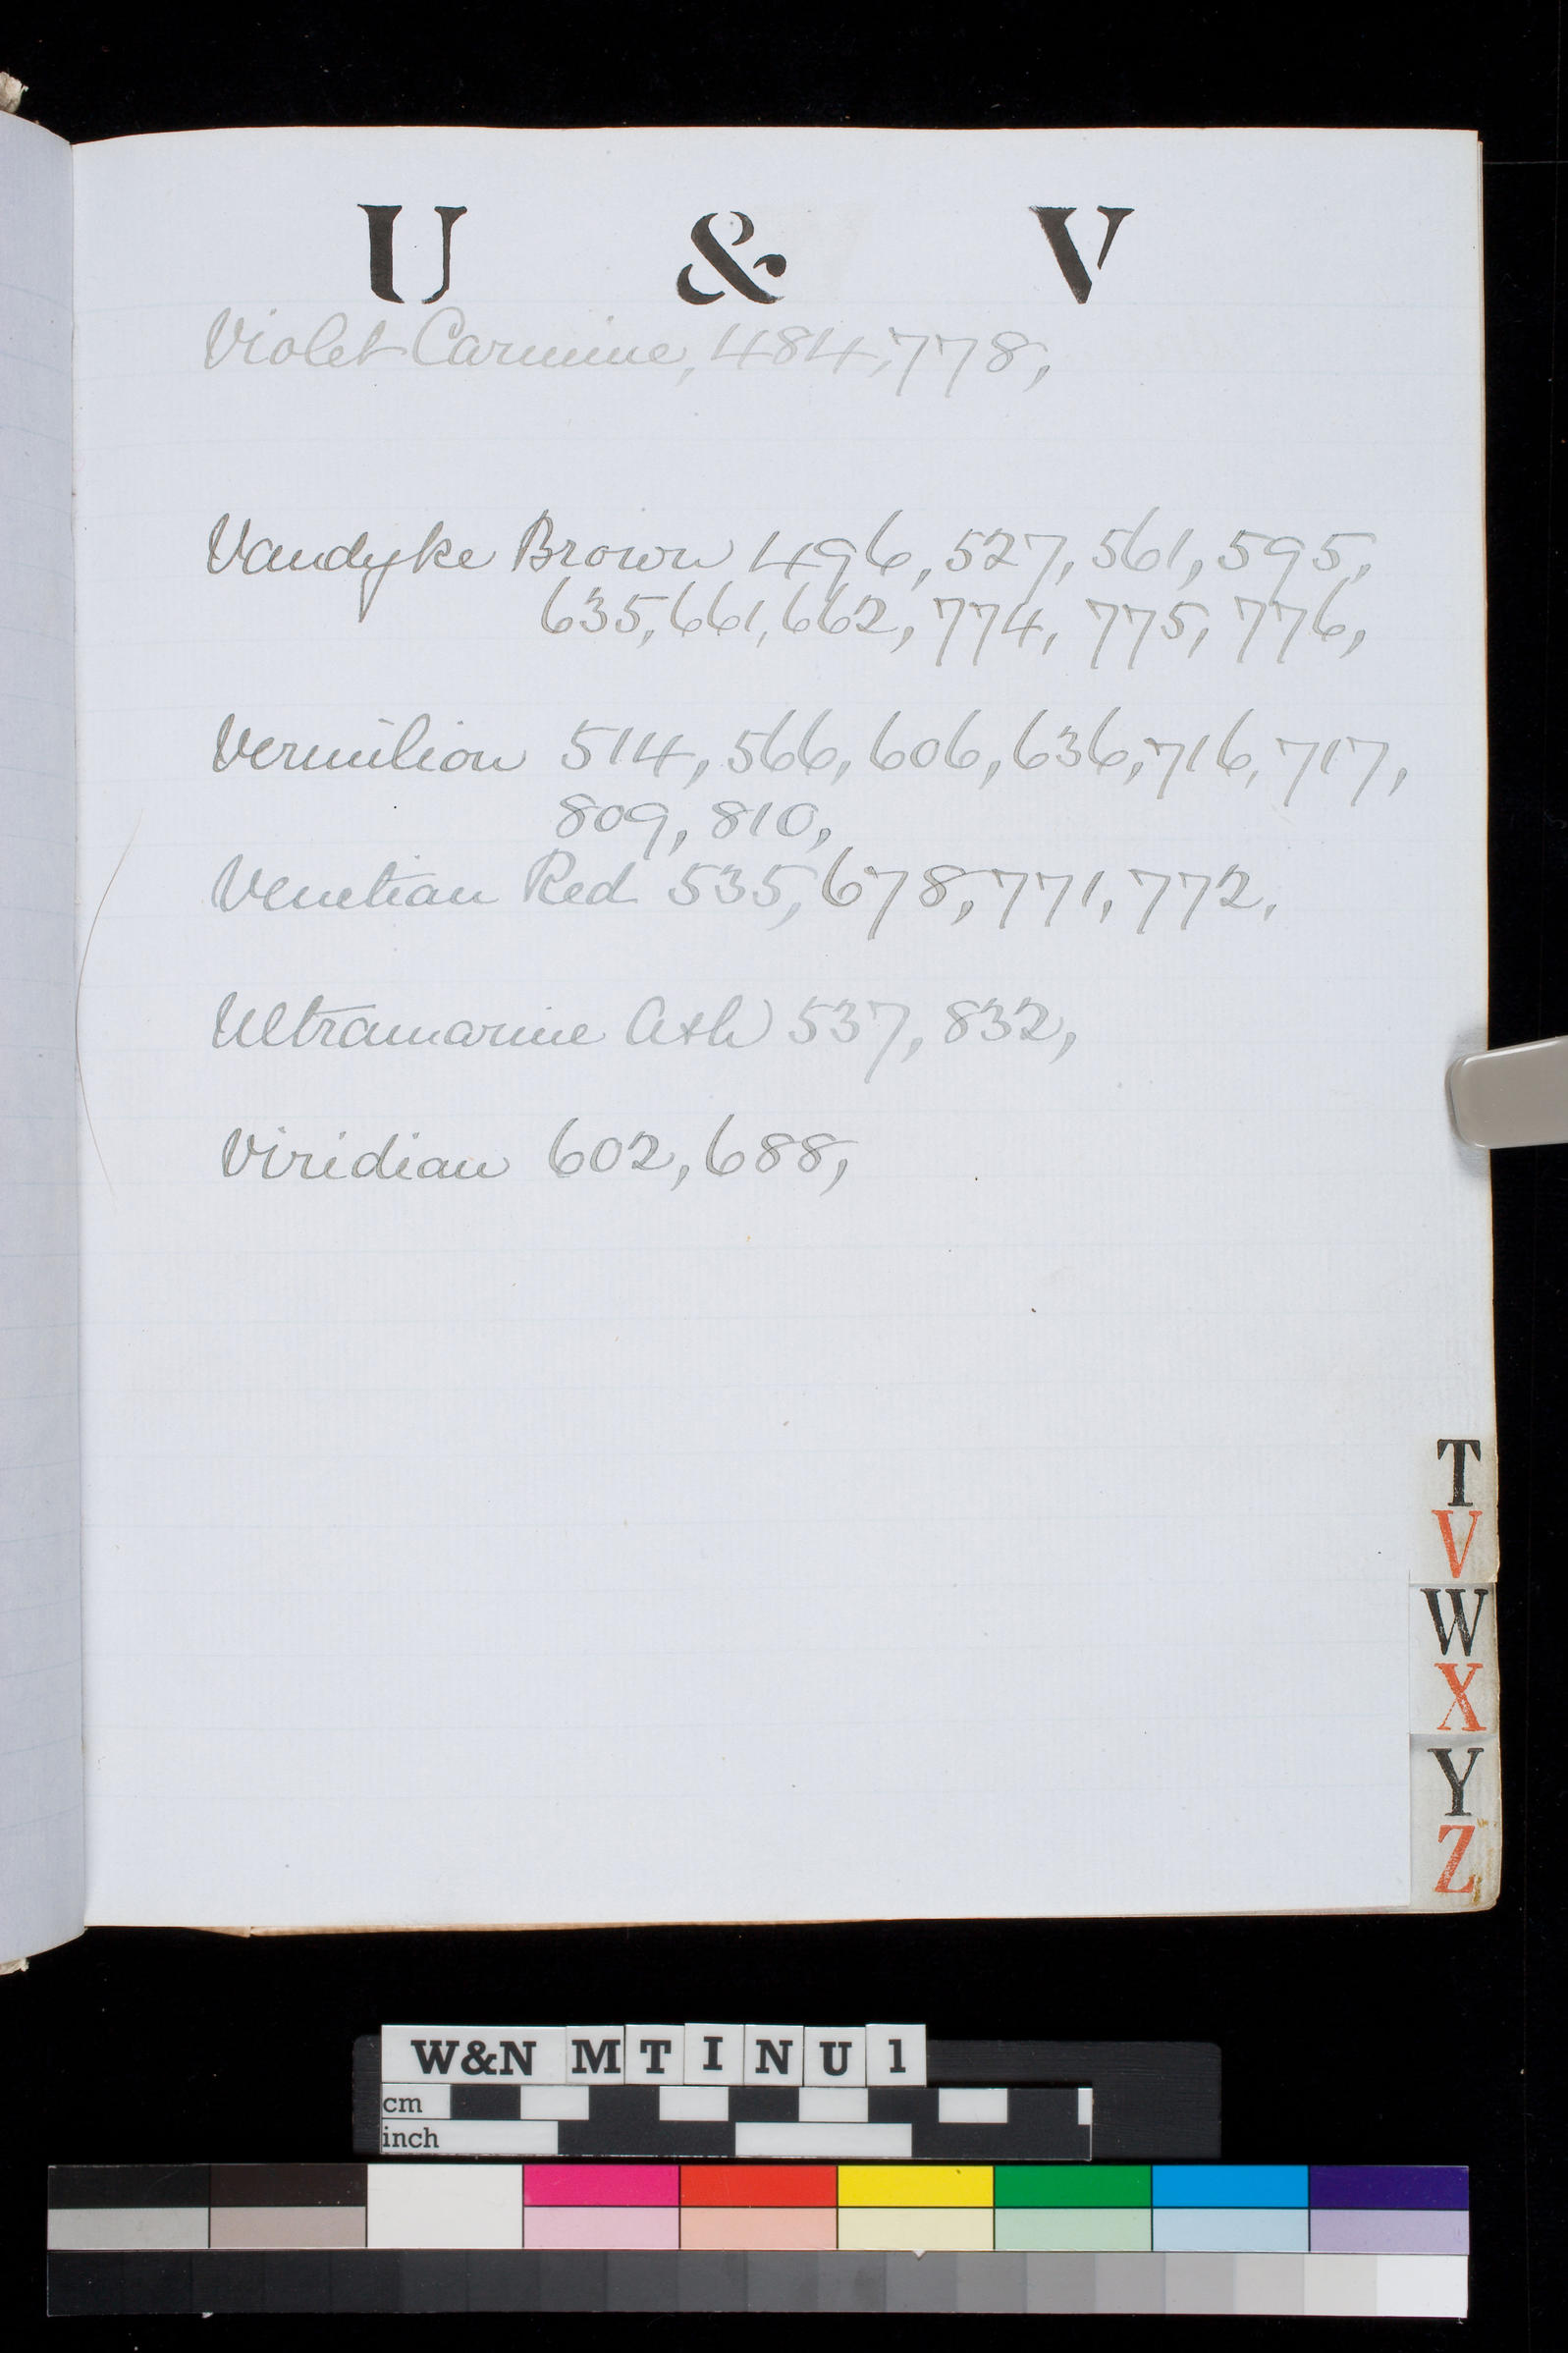 U & V
Violet Carmine, 484, 778,
Vandyke Brown 496, 527, 561, 595,
635, 661, 662, 774, 775, 776,
Vermilion 514, 566, 606, 636, 716, 717,
809, 810,
Venetian Red 535, 678, 771, 772,
Ultramarine Ash 537, 832,
Viridian 602, 688,
T
V
W
X
Y
Z
W&N MTINU1
cm
inch